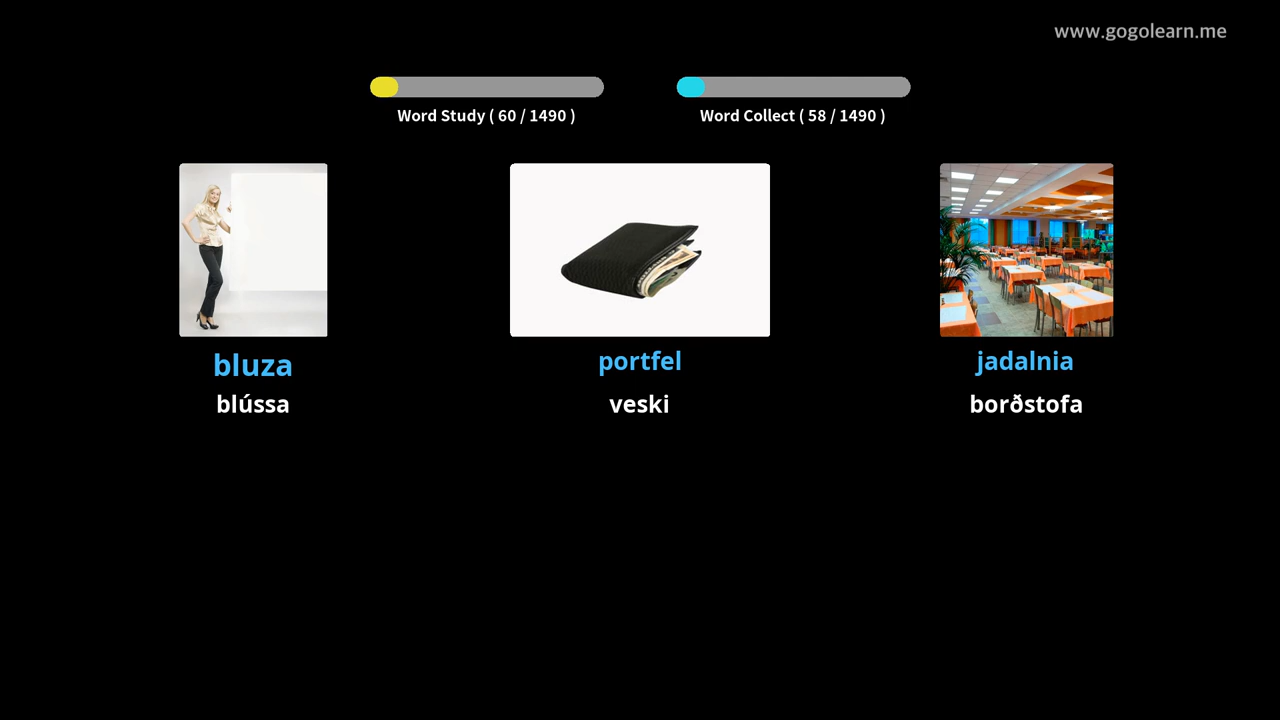 www.gogolearn.me
Word Study ( 60 / 1490 )
Word Collect ( 58 / 1490 )
bluza
portfel
jadalnia
blússa
veski
borðstofa